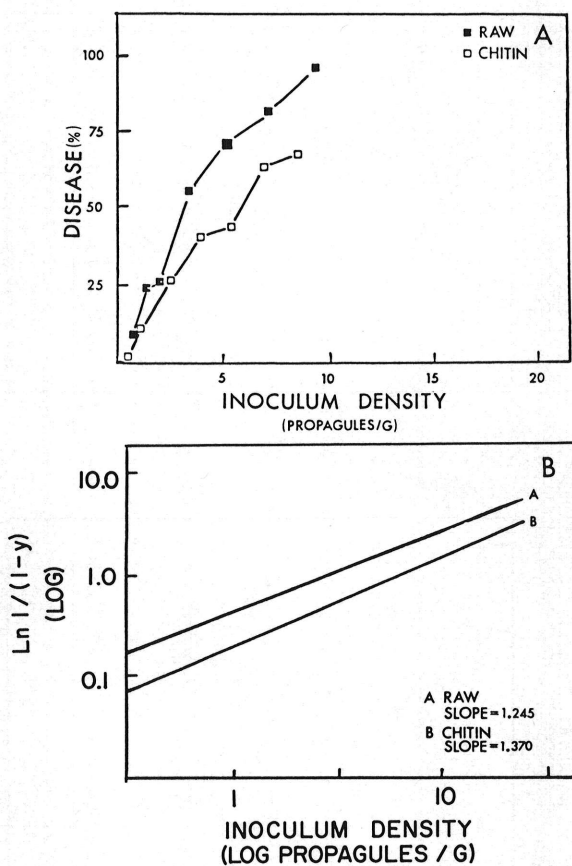 ■ RAW
□ CHITIN
A
100
75
50
25
DISEASE (%)
5 10 15 20
INOCULUM DENSITY
(PROPAGULES/G)
B
10.0
1.0
0.1
Ln 1/(1-y)
(LOG)
A
B
A RAW
SLOPE=1.245
B CHITIN
SLOPE=1.370
1 10
INOCULUM DENSITY
(LOG PROPAGULES / G)